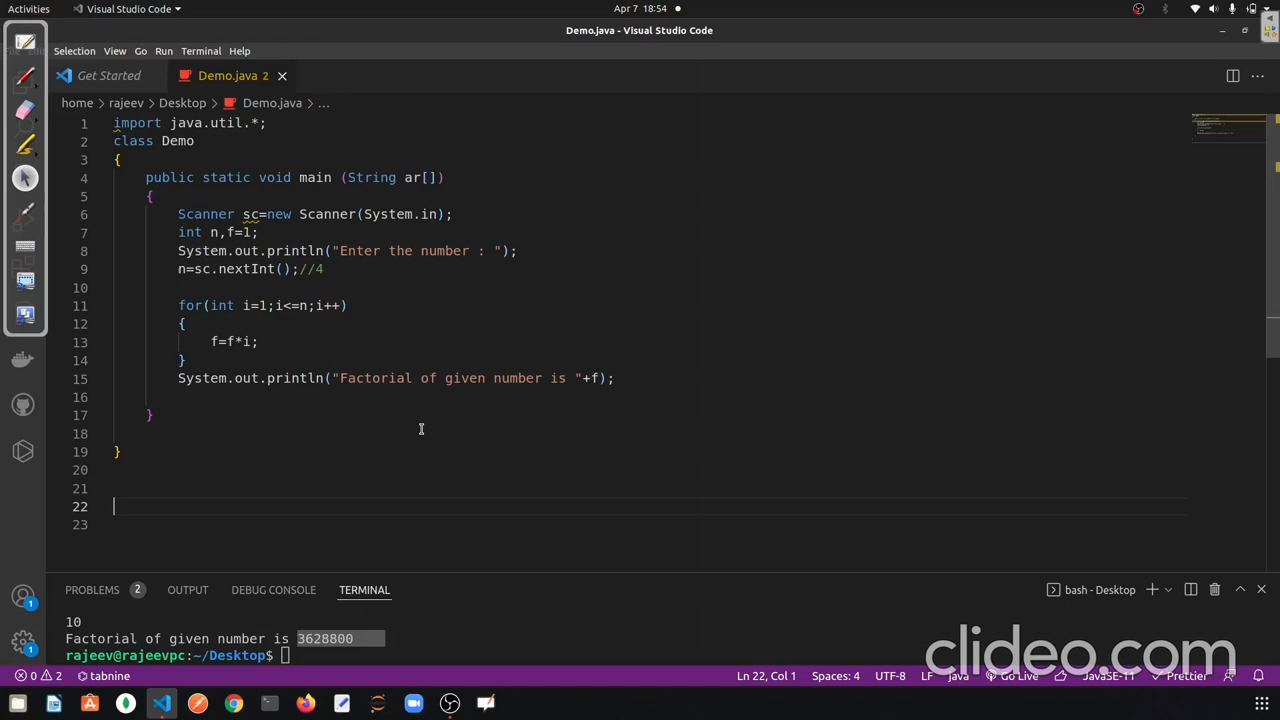 Activities
Visual Studio Code
Apr 7 18:54
Demo.java - Visual Studio Code
Selection View Go Run Terminal Help
Get Started
Demo.java 2
home > rajeev > Desktop > Demo.java > ...
1 import java.util.*;
2 class Demo
3 {
4 public static void main (String ar[])
5 {
6 Scanner sc=new Scanner(System.in);
7 int n,f=1;
8 System.out.println("Enter the number : ");
9 n=sc.nextInt();//4
10
11 for(int i=1;i<=n;i++)
12 {
13 f=f*i;
14 }
15 System.out.println("Factorial of given number is "+f);
16
17 }
18
19 }
20
21
22
23
PROBLEMS 2 OUTPUT DEBUG CONSOLE TERMINAL
bash - Desktop
10
Factorial of given number is 3628800
rajeev@rajeevpc:~/Desktop$
clideo.com
1
1
0 2 tabnine
Ln 22, Col 1 Spaces: 4 UTF-8 LF java Go Live JavaSE-11 Prettier